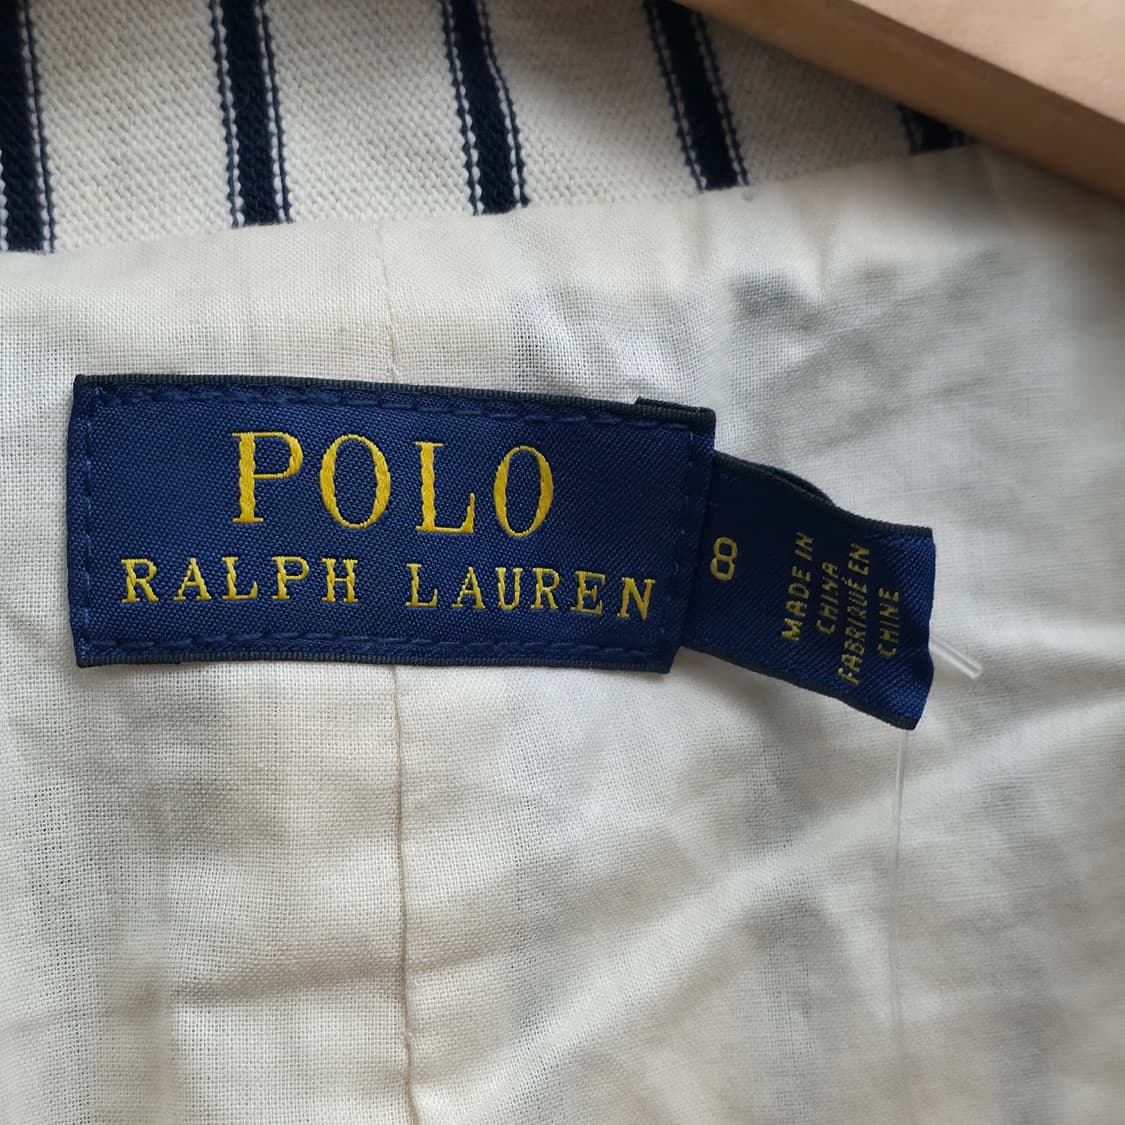 POLO
RALPH LAUREN
8
MADE IN
CHINA
FABRIQUÉ EN
CHINE